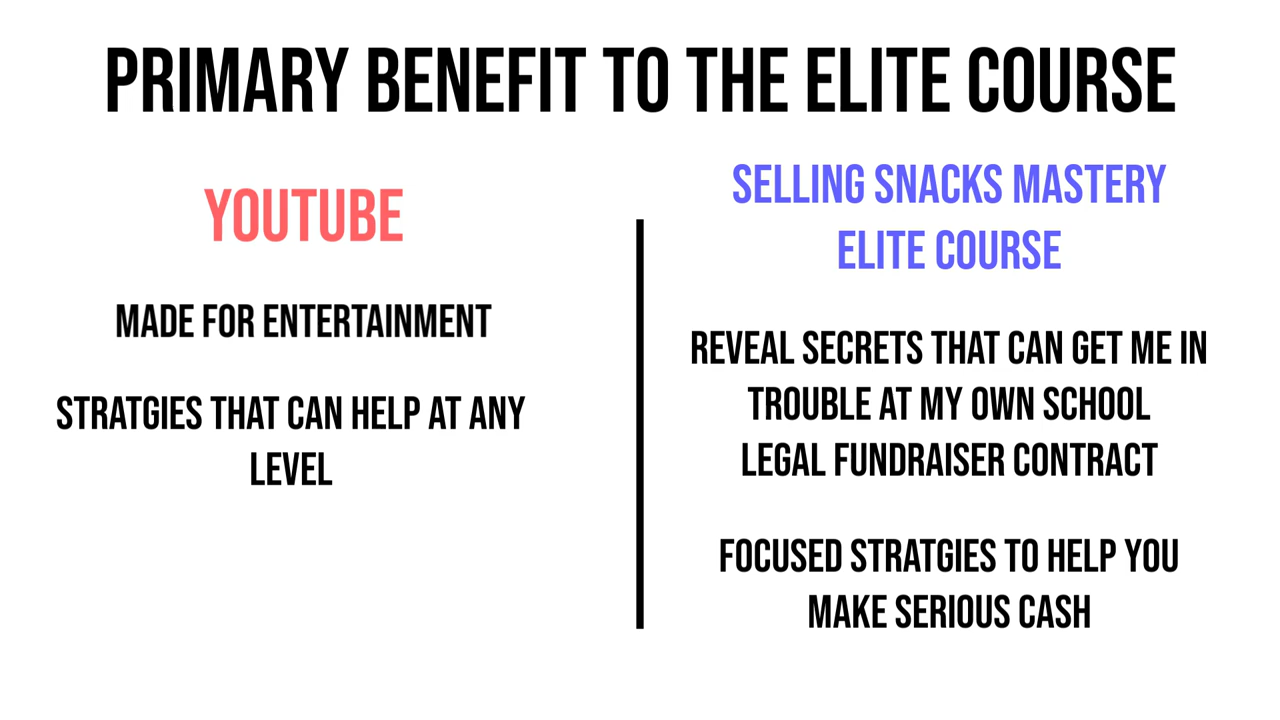 PRIMARY BENEFIT TO THE ELITE COURSE
YOUTUBE
MADE FOR ENTERTAINMENT
STRATGIES THAT CAN HELP AT ANY
LEVEL
SELLING SNACKS MASTERY
ELITE COURSE
REVEAL SECRETS THAT CAN GET ME IN
TROUBLE AT MY OWN SCHOOL
LEGAL FUNDRAISER CONTRACT
FOCUSED STRATGIES TO HELP YOU
MAKE SERIOUS CASH